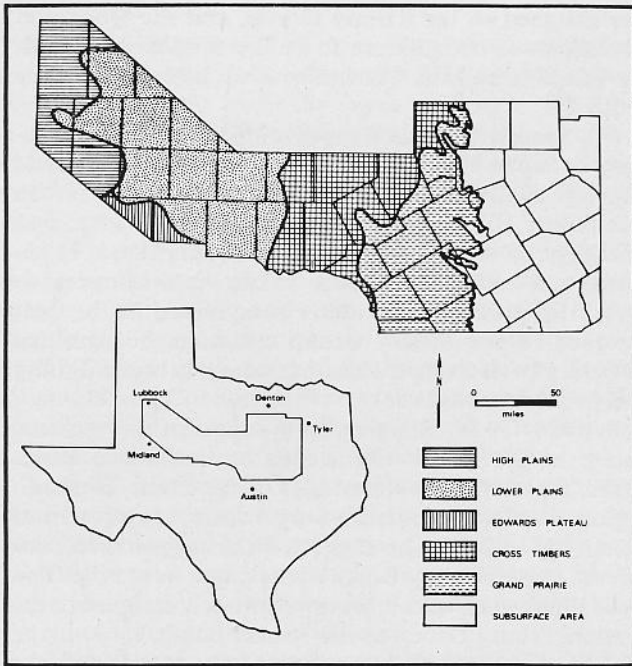 N
0 50
miles
Lubbock
Denton
Tyler
Midland
Austin
HIGH PLAINS
LOWER PLAINS
EDWARDS PLATEAU
CROSS TIMBERS
GRAND PRAIRIE
SUBSURFACE AREA